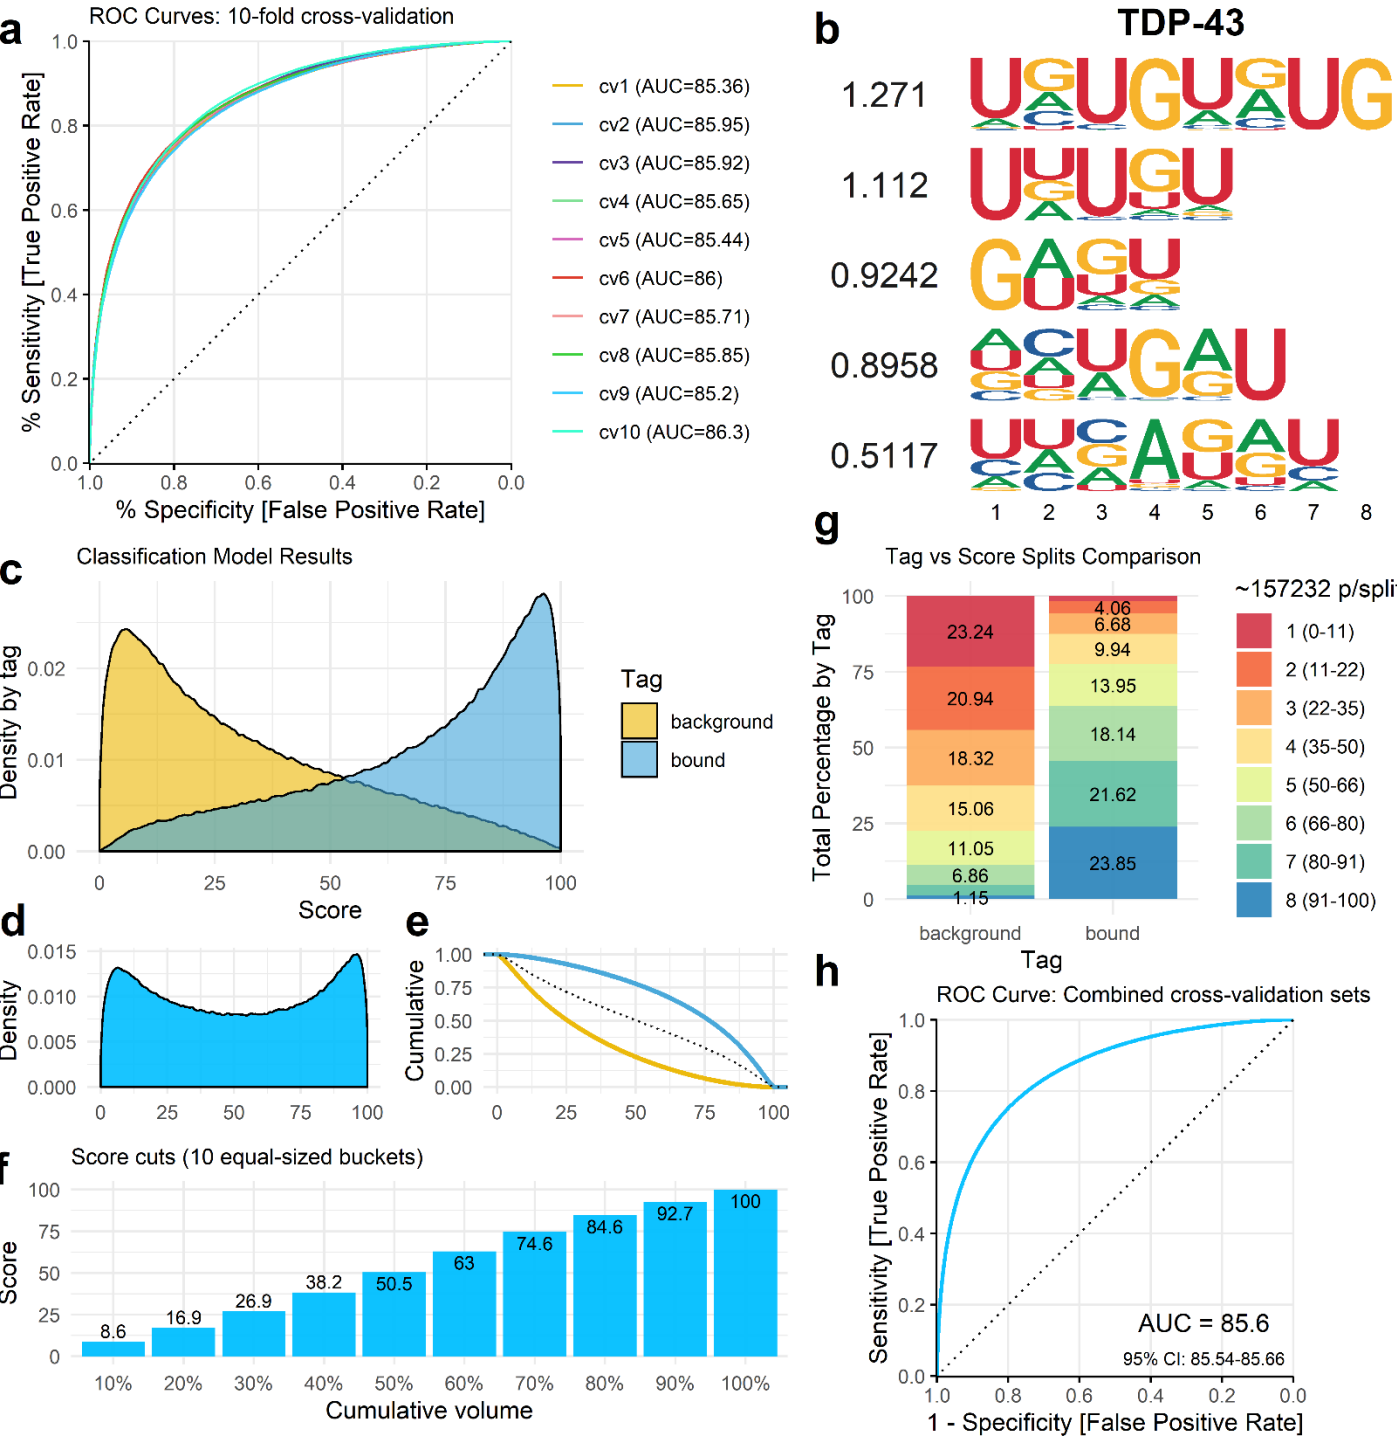 a
ROC Curves: 10-fold cross-validation
% Sensitivity [True Positive Rate]
1.0
0.8
0.6
0.4
0.2
0.0
1.0 0.8 0.6 0.4 0.2 0.0
% Specificity [False Positive Rate]
cv1 (AUC=85.36)
cv2 (AUC=85.95)
cv3 (AUC=85.92)
cv4 (AUC=85.65)
cv5 (AUC=85.44)
cv6 (AUC=86)
cv7 (AUC=85.71)
cv8 (AUC=85.85)
cv9 (AUC=85.2)
cv10 (AUC=86.3)
b
TDP-43
1.271
1.112
0.9242
0.8958
0.5117
1 2 3 4 5 6 7 8
c
Classification Model Results
Density by tag
0.02
0.01
0.00
0 25 50 75 100
Score
Tag
background
bound
d
Density
0.015
0.010
0.005
0.000
0 25 50 75 100
e
Cumulative
1.00
0.75
0.50
0.25
0.00
0 25 50 75 100
f
Score cuts (10 equal-sized buckets)
Score
100
75
50
25
0
8.6 16.9 26.9 38.2 50.5 63 74.6 84.6 92.7 100
10% 20% 30% 40% 50% 60% 70% 80% 90% 100%
Cumulative volume
g
Tag vs Score Splits Comparison
Total Percentage by Tag
100
75
50
25
0
23.24
20.94
18.32
15.06
11.05
6.86
1.15
4.06
6.68
9.94
13.95
18.14
21.62
23.85
background bound
Tag
~157232 p/split
1 (0-11)
2 (11-22)
3 (22-35)
4 (35-50)
5 (50-66)
6 (66-80)
7 (80-91)
8 (91-100)
h
ROC Curve: Combined cross-validation sets
Sensitivity [True Positive Rate]
1.0
0.8
0.6
0.4
0.2
0.0
AUC = 85.6
95% CI: 85.54-85.66
1.0 0.8 0.6 0.4 0.2 0.0
1 - Specificity [False Positive Rate]